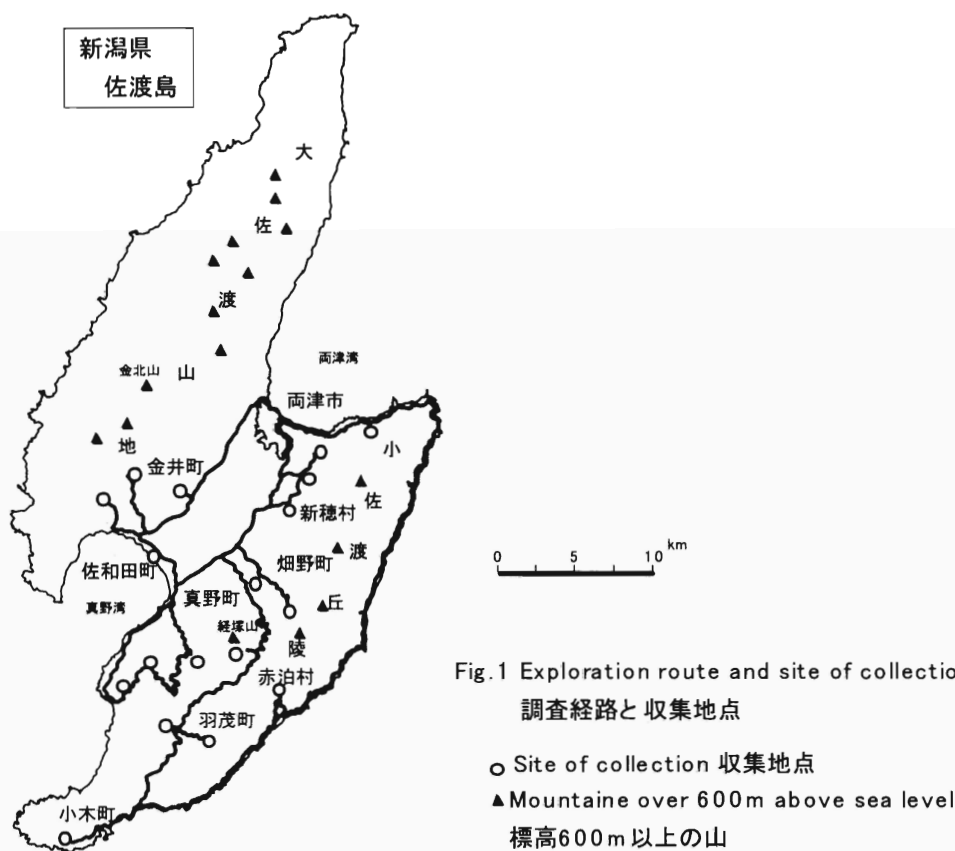 新潟県
佐渡島
大
佐
渡
山
地
両津湾
金北山
両津市
小
佐
渡
丘
陵
金井町
新穂村
畑野町
佐和田町
真野町
真野湾
経塚山
赤泊村
羽茂町
小木町
0 5 10 km
Fig.1 Exploration route and site of collectio
調査経路と収集地点
Site of collection 収集地点
▲Mountaine over 600m above sea level
標高600m以上の山